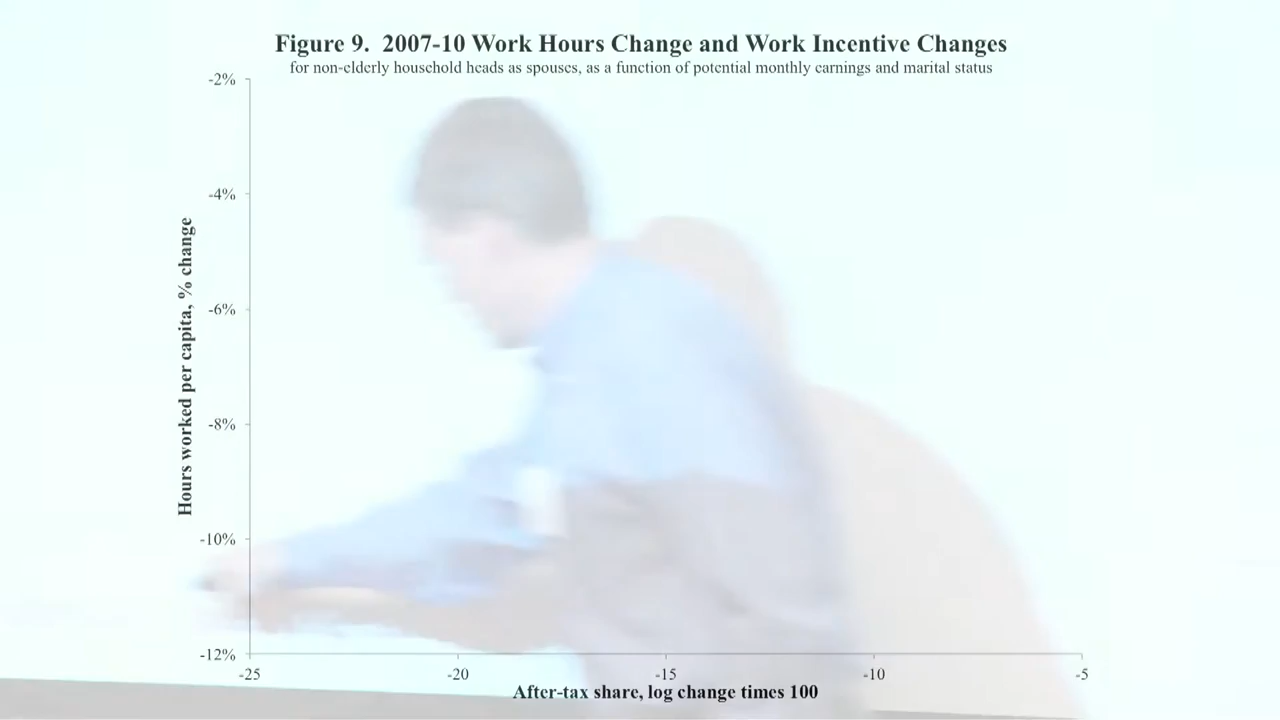 Figure 9. 2007-10 Work Hours Change and Work Incentive Changes
for non-elderly household heads as spouses, as a function of potential monthly earnings and marital status
-2%
-4%
-6%
-8%
-10%
-12%
Hours worked per capita, % change
-25
-20
-15
-10
-5
After-tax share, log change times 100